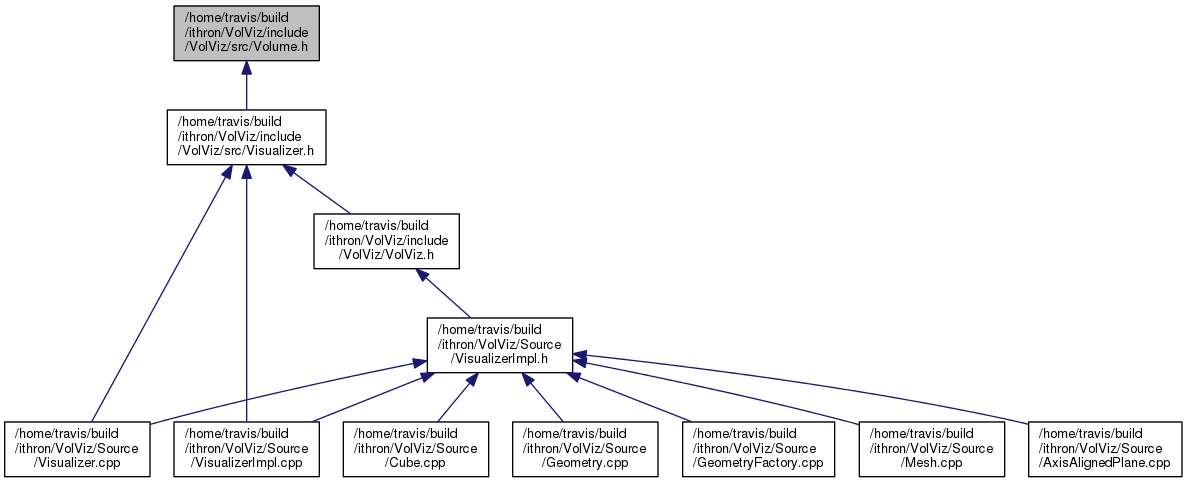 /home/travis/build
/ithron/VolViz/include
/VolViz/src/Volume.h
/home/travis/build
/ithron/VolViz/include
/VolViz/src/Visualizer.h
/home/travis/build
/ithron/VolViz/include
/VolViz/VolViz.h
/home/travis/build
/ithron/VolViz/Source
/VisualizerImpl.h
/home/travis/build
/ithron/VolViz/Source
/Visualizer.cpp
/home/travis/build
/ithron/VolViz/Source
/VisualizerImpl.cpp
/home/travis/build
/ithron/VolViz/Source
/Cube.cpp
/home/travis/build
/ithron/VolViz/Source
/Geometry.cpp
/home/travis/build
/ithron/VolViz/Source
/GeometryFactory.cpp
/home/travis/build
/ithron/VolViz/Source
/Mesh.cpp
/home/travis/build
/ithron/VolViz/Source
/AxisAlignedPlane.cpp